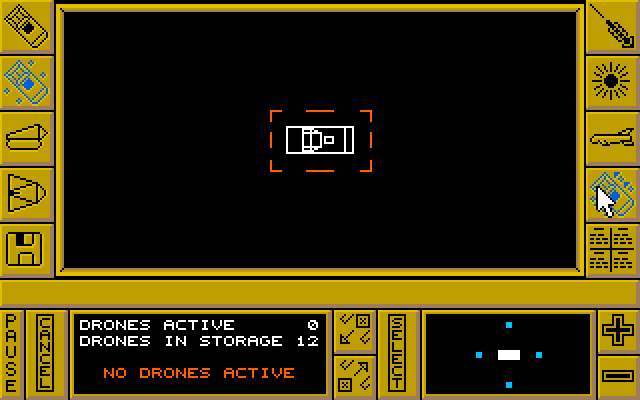 PAUSE
CANCEL
DRONES ACTIVE 0
DRONES IN STORAGE 12
NO DRONES ACTIVE
SELECT